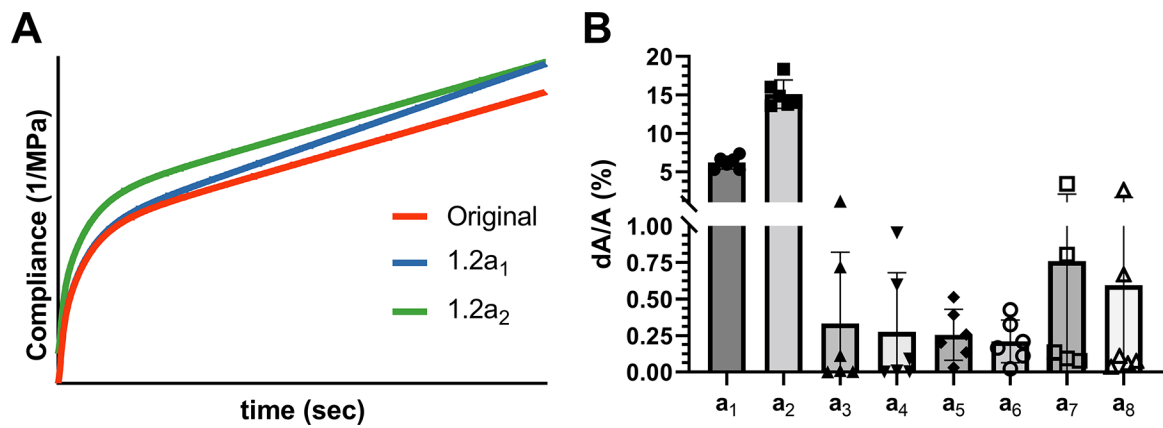 A
Compliance (1/MPa)
time (sec)
Original
1.2a₁
1.2a₂
B
dA/A (%)
20
15
10
5
1.00
0.75
0.50
0.25
0.00
a₁ a₂ a₃ a₄ a₅ a₆ a₇ a₈